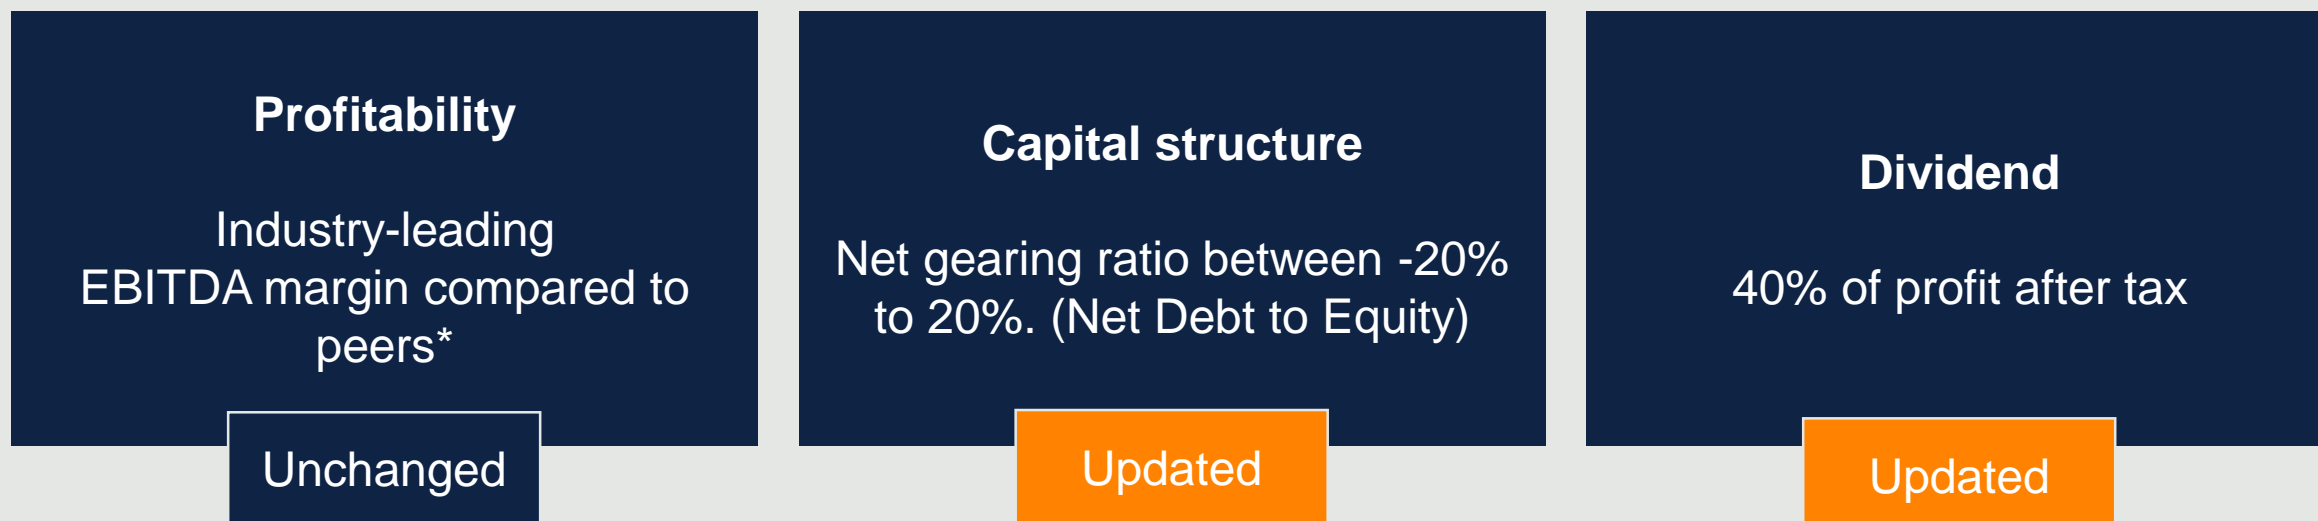 Profitability
Industry-leading
EBITDA margin compared to
peers*
Unchanged
Capital structure
Net gearing ratio between -20%
to 20%. (Net Debt to Equity)
Updated
Dividend
40% of profit after tax
Updated